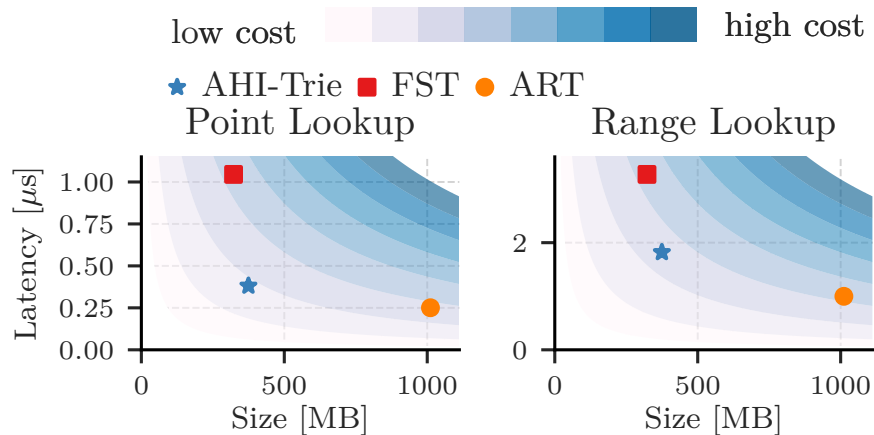 low cost high cost
AHI-Trie FST ART
Point Lookup Range Lookup
Latency [μs]
1.00
0.75
0.50
0.25
0.00
0 500 1000
Size [MB]
2
0
0 500 1000
Size [MB]